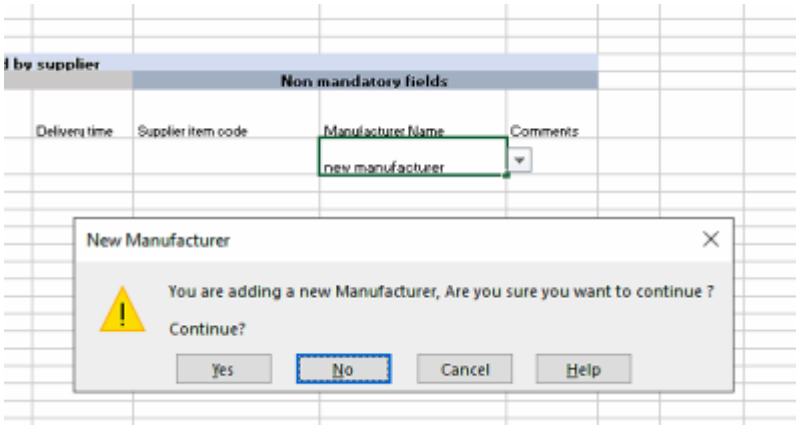 d by supplier
Non mandatory fields
Delivery time Supplier item code Manufacturer Name Comments
new manufacturer
New Manufacturer
You are adding a new Manufacturer, Are you sure you want to continue ?
Continue?
Yes No Cancel Help